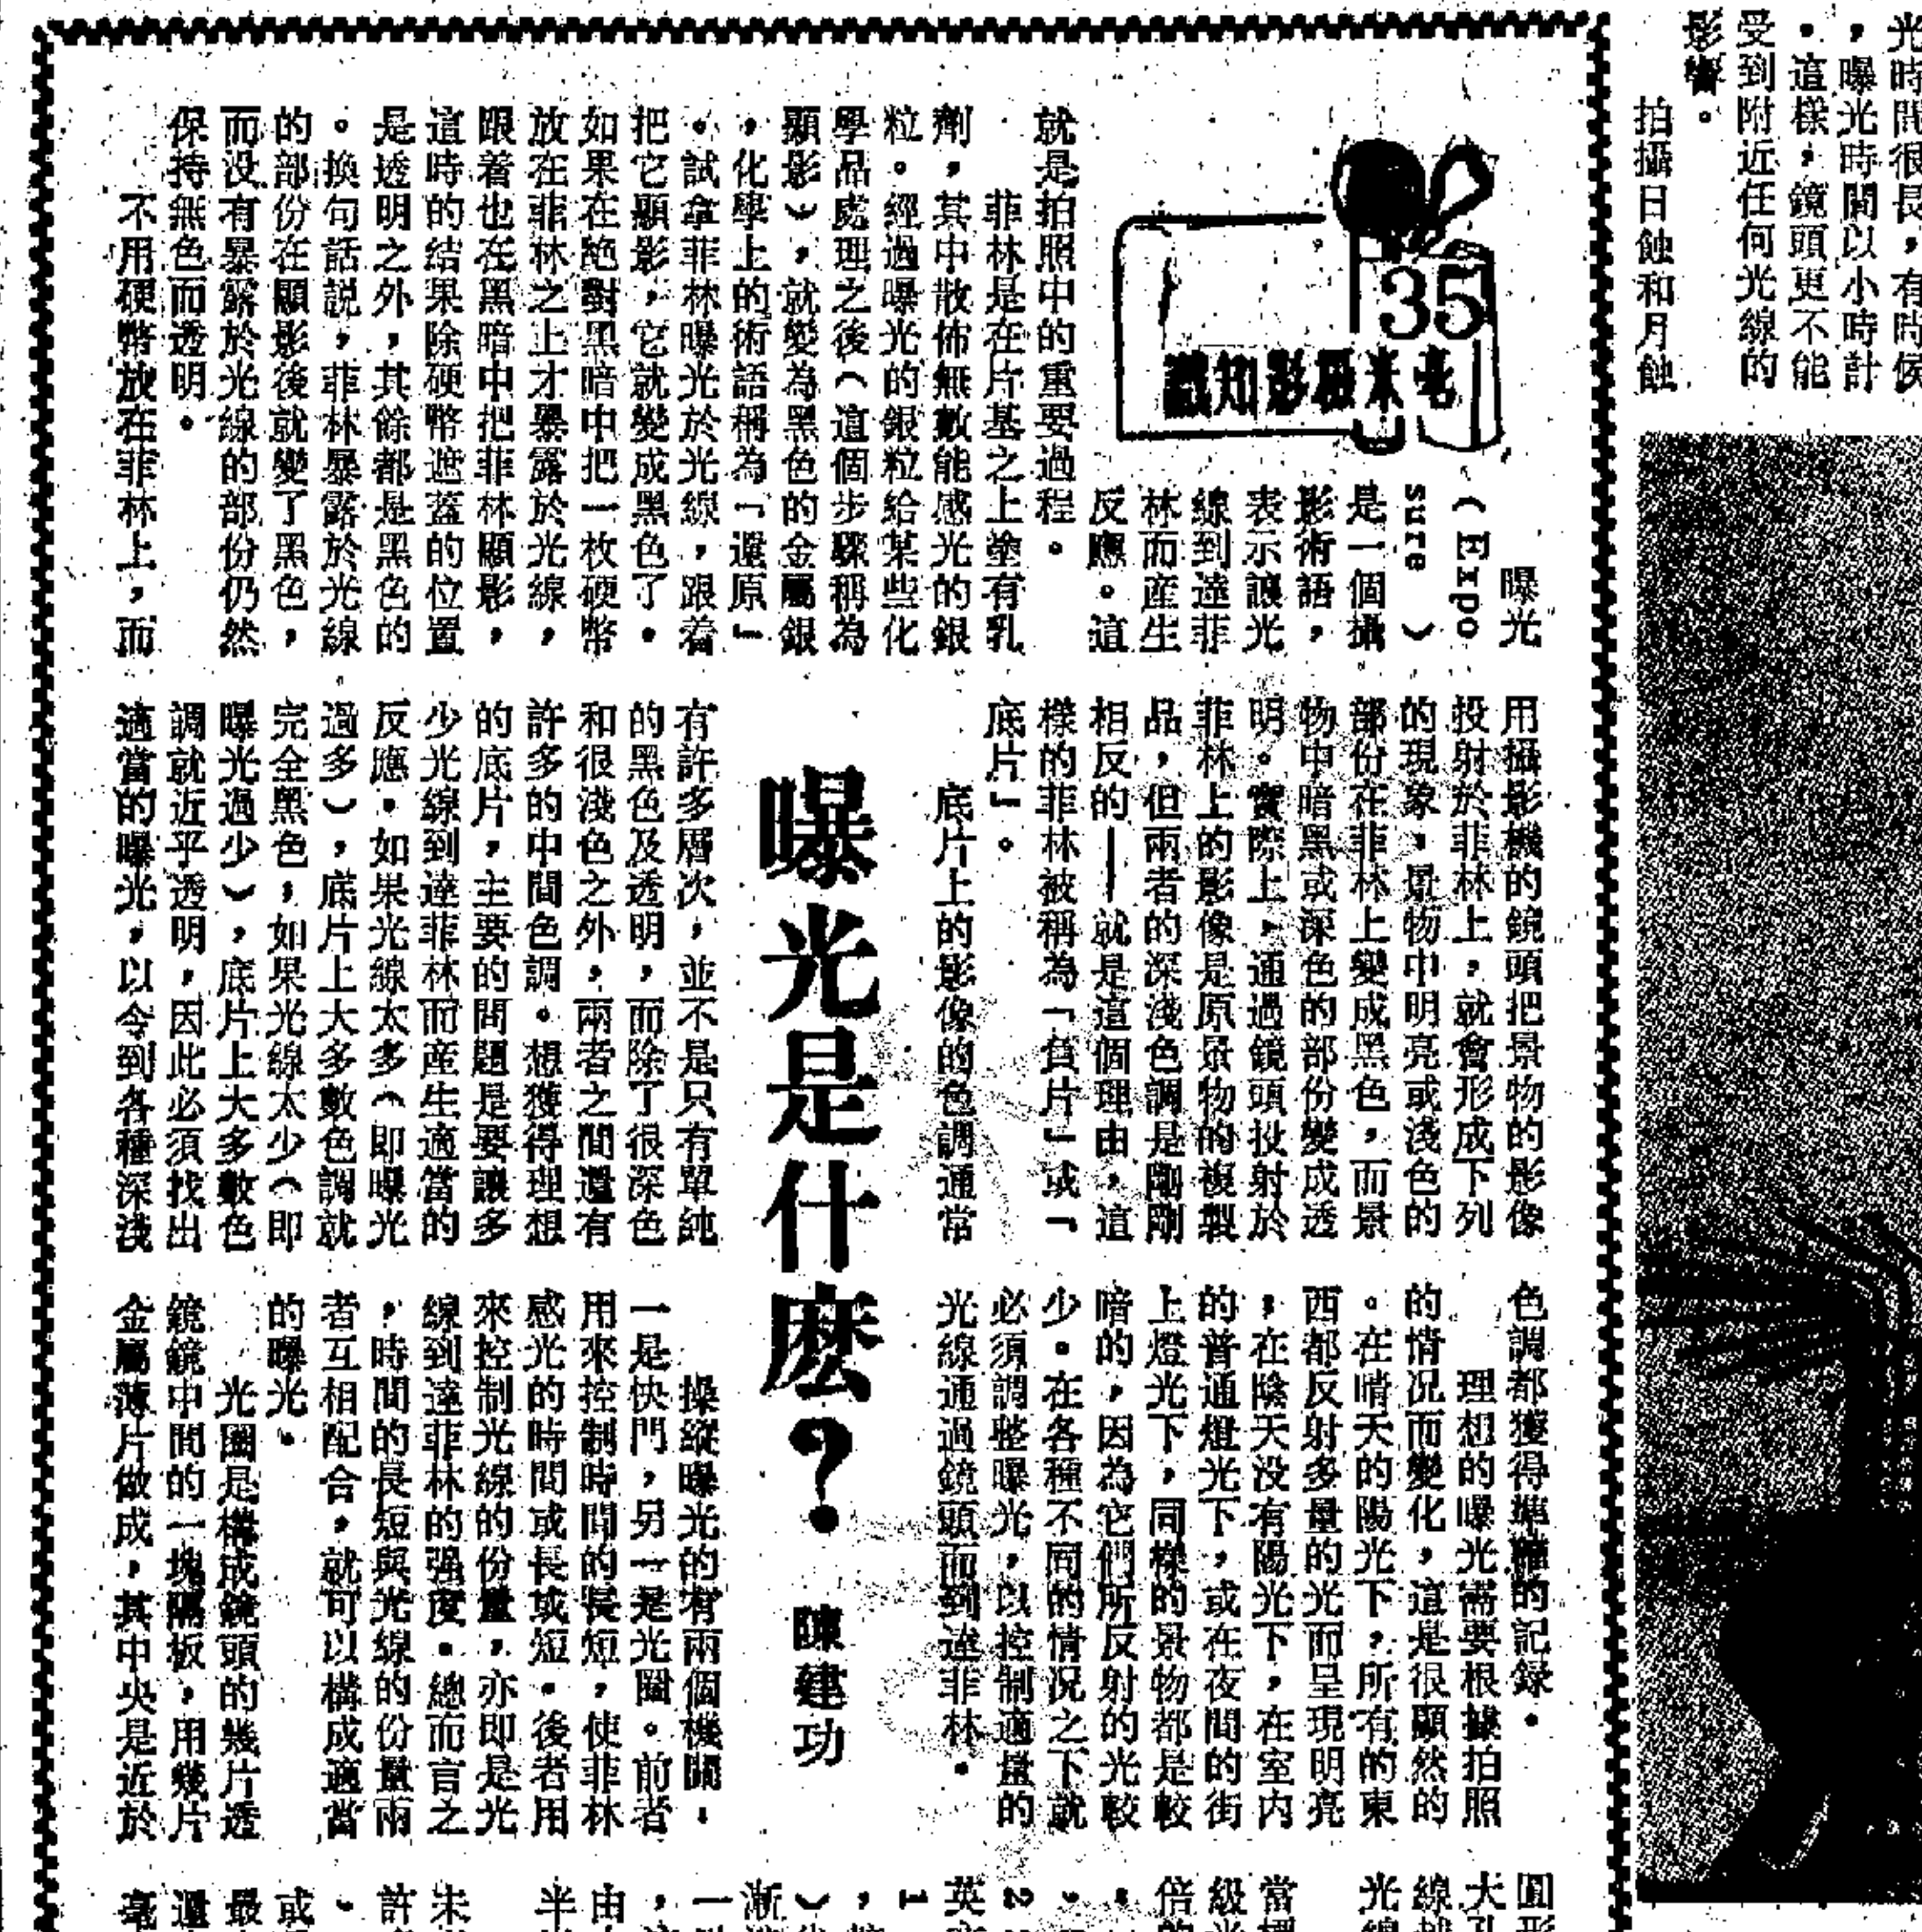 光時間很長，有時候
，曝光時間以小時計
。這樣，鏡頭更不能
受到附近任何光線的
影響。
拍攝日蝕和月蝕
35
毫米攝影知識
曝光是什麽？
陳建功
曝光
（Expo
sure）
是一個攝
影術語，
表示讓光
線到達菲
林而產生
反應。這
就是拍照中的重要過程。
菲林是在片基之上塗有乳
劑，其中散佈無數能感光的銀
粒。經過曝光的銀粒給某些化
學品處理之後（這個步驟稱為
顯影），就變為黑色的金屬銀
，化學上的術語稱為「還原」
。試拿菲林曝光於光線，跟着
把它顯影，它就變成黑色了。
如果在絶對黑暗中把一枚硬幣
放在菲林之上才暴露於光線，
跟着也在黑暗中把菲林顯影，
這時的結果除硬幣遮蓋的位置
是透明之外，其餘都是黑色的
。換句話説，菲林暴露於光線
的部份在顯影後就變了黑色，
而没有暴露於光線的部份仍然
保持無色而透明。
不用硬幣放在菲林上，而
用攝影機的鏡頭把景物的影像
投射於菲林上，就會形成下列
的現象，景物中明亮或淺色的
部份在菲林上變成黑色，而景
物中暗黑或深色的部份變成透
明。實際上，通過鏡頭投射於
菲林上的影像是原景物的複製
品，但兩者的深淺色調是剛剛
相反的——就是這個理由，這
樣的菲林被稱為「負片」或「
底片」。
底片上的影像的色調通常
有許多層次，並不是只有單純
的黑色及透明，而除了很深色
和很淺色之外，兩者之間還有
許多的中間色調。想獲得理想
的底片，主要的問題是要讓多
少光線到達菲林而産生適當的
反應。如果光線太多（即曝光
過多），底片上大多數色調就
完全黑色，如果光線太少（即
曝光過少），底片上大多數色
調就近乎透明，因此必須找出
適當的曝光，以令到各種深淺
色調都獲得準確的記録。
理想的曝光需要根據拍照
的情况而變化，這是很顯然的
。在晴天的陽光下，所有的東
西都反射多量的光而呈現明亮
，在陰天没有陽光下，在室内
的普通燈光下，或在夜間的街
上燈光下，同樣的景物都是較
暗的，因為它們所反射的光較
少。在各種不同的情况之下就
必須調整曝光，以控制適量的
光線通過鏡頭而到達菲林。
操縱曝光的有兩個機關，
一是快門，另一是光圈。前者
用來控制時間的長短，使菲林
感光的時間或長或短。後者用
來控制光線的份量，亦即是光
線到達菲林的强度。總而言之
，時間的長短與光線的份量兩
者互相配合，就可以構成適當
的曝光。
光圈是構成鏡頭的幾片透
鏡鏡中間的一塊隔板，用幾片
金屬薄片做成，其中央是近於
圓形
大孔
線越
光線
當
級光
倍
英
漸
一
由
半
未
許
或
最
還
毫